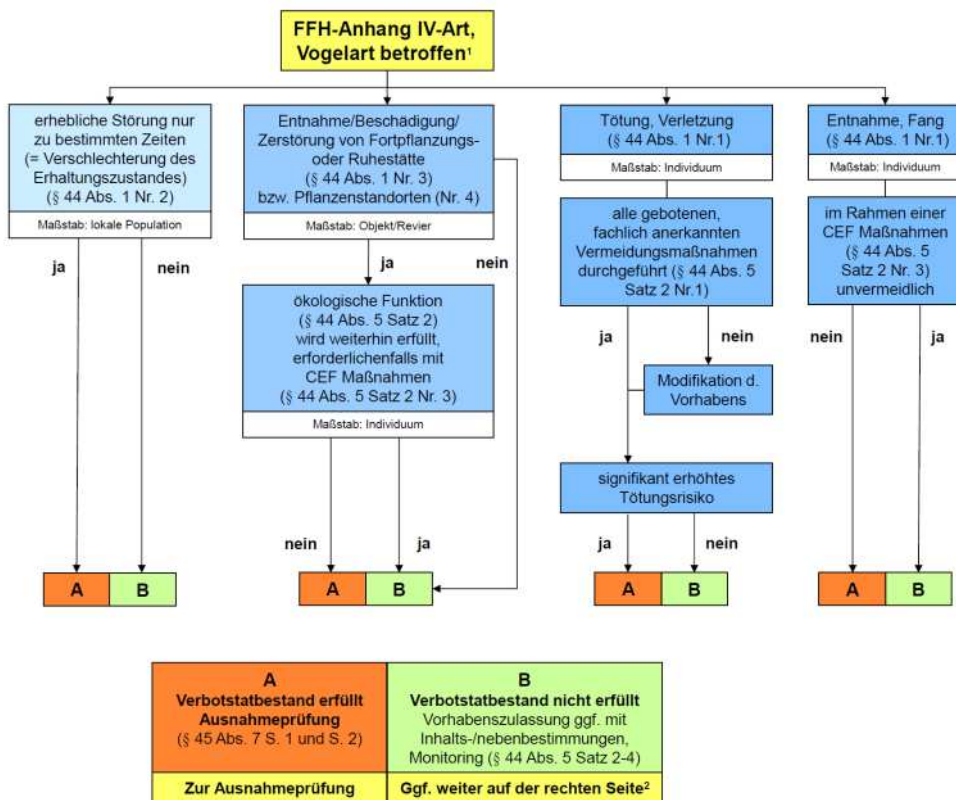 FFH-Anhang IV-Art,
Vogelart betroffen¹
erhebliche Störung nur
zu bestimmten Zeiten
(= Verschlechterung des
Erhaltungszustandes)
(§ 44 Abs. 1 Nr. 2)
Maßstab: lokale Population
ja
nein
Entnahme/Beschädigung/
Zerstörung von Fortpflanzungs-
oder Ruhestätte
(§ 44 Abs. 1 Nr. 3)
bzw. Pflanzenstandorten (Nr. 4)
Maßstab: Objekt/Revier
ja
nein
ökologische Funktion
(§ 44 Abs. 5 Satz 2)
wird weiterhin erfüllt,
erforderlichenfalls mit
CEF Maßnahmen
(§ 44 Abs. 5 Satz 2 Nr. 3)
Maßstab: Individuum
nein
ja
Tötung, Verletzung
(§ 44 Abs. 1 Nr.1)
Maßstab: Individuum
alle gebotenen,
fachlich anerkannten
Vermeidungsmaßnahmen
durchgeführt (§ 44 Abs. 5
Satz 2 Nr.1)
ja
nein
Modifikation d.
Vorhabens
signifikant erhöhtes
Tötungsrisiko
ja
nein
Entnahme, Fang
(§ 44 Abs. 1 Nr.1)
Maßstab: Individuum
im Rahmen einer
CEF Maßnahmen
(§ 44 Abs. 5
Satz 2 Nr. 3)
unvermeidlich
nein
ja
A B
A B
A B
A B
A
Verbotstatbestand erfüllt
Ausnahmeprüfung
(§ 45 Abs. 7 S. 1 und S. 2)
Zur Ausnahmeprüfung
B
Verbotstatbestand nicht erfüllt
Vorhabenszulassung ggf. mit
Inhalts-/nebenbestimmungen,
Monitoring (§ 44 Abs. 5 Satz 2-4)
Ggf. weiter auf der rechten Seite²